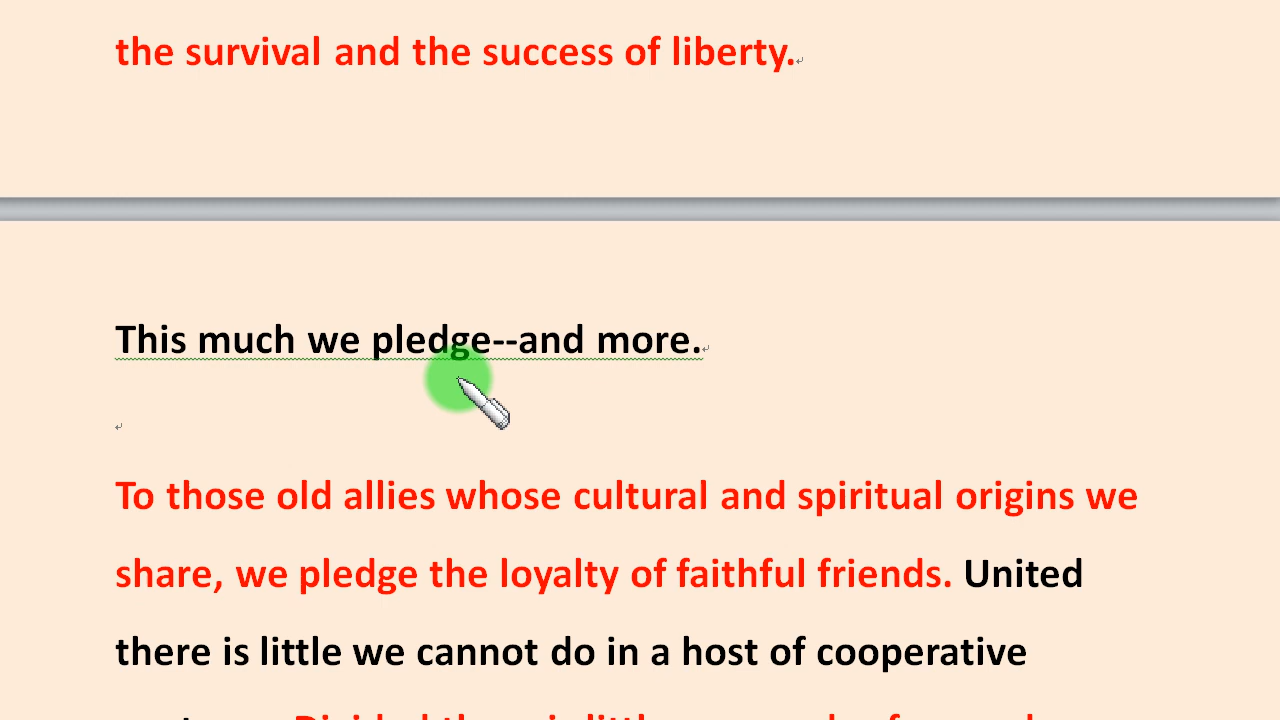 the survival and the success of liberty.
This much we pledge--and more.
To those old allies whose cultural and spiritual origins we
share, we pledge the loyalty of faithful friends. United
there is little we cannot do in a host of cooperative